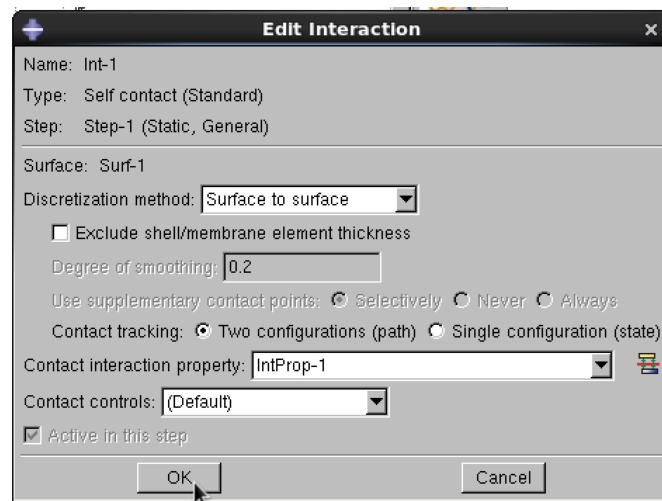 Edit Interaction
Name: Int-1
Type: Self contact (Standard)
Step: Step-1 (Static, General)
Surface: Surf-1
Discretization method: Surface to surface
Exclude shell/membrane element thickness
Degree of smoothing: 0.2
Use supplementary contact points: Selectively Never Always
Contact tracking: Two configurations (path) Single configuration (state)
Contact interaction property: IntProp-1
Contact controls: (Default)
Active in this step
OK Cancel